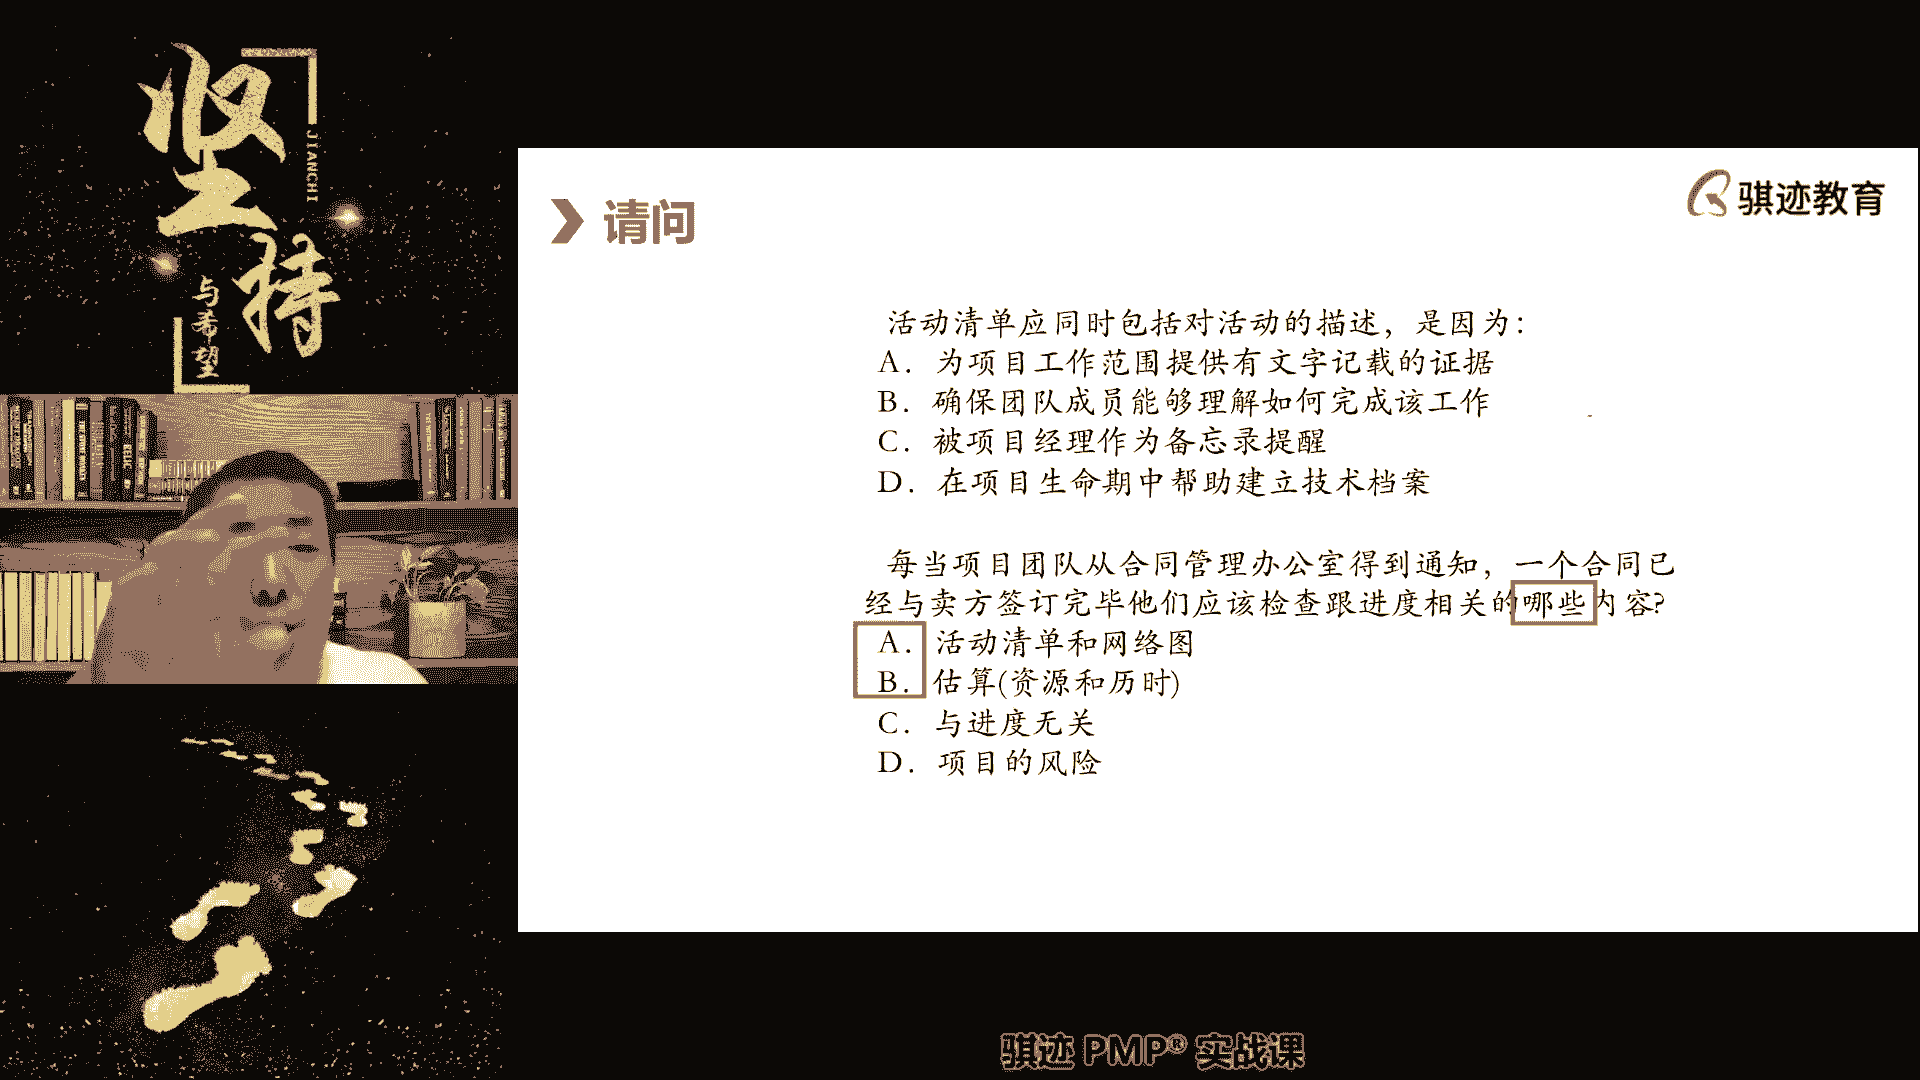 坚持
JIANCHI
与希望
请问
骐迹教育
活动清单应同时包括对活动的描述，是因为：
A. 为项目工作范围提供有文字记载的证据
B. 确保团队成员能够理解如何完成该工作
C. 被项目经理作为备忘录提醒
D. 在项目生命期中帮助建立技术档案
每当项目团队从合同管理办公室得到通知，一个合同已
经与卖方签订完毕他们应该检查跟进度相关的哪些内容?
A. 活动清单和网络图
B. 估算(资源和历时)
C. 与进度无关
D. 项目的风险
骐迹 PMP® 实战课